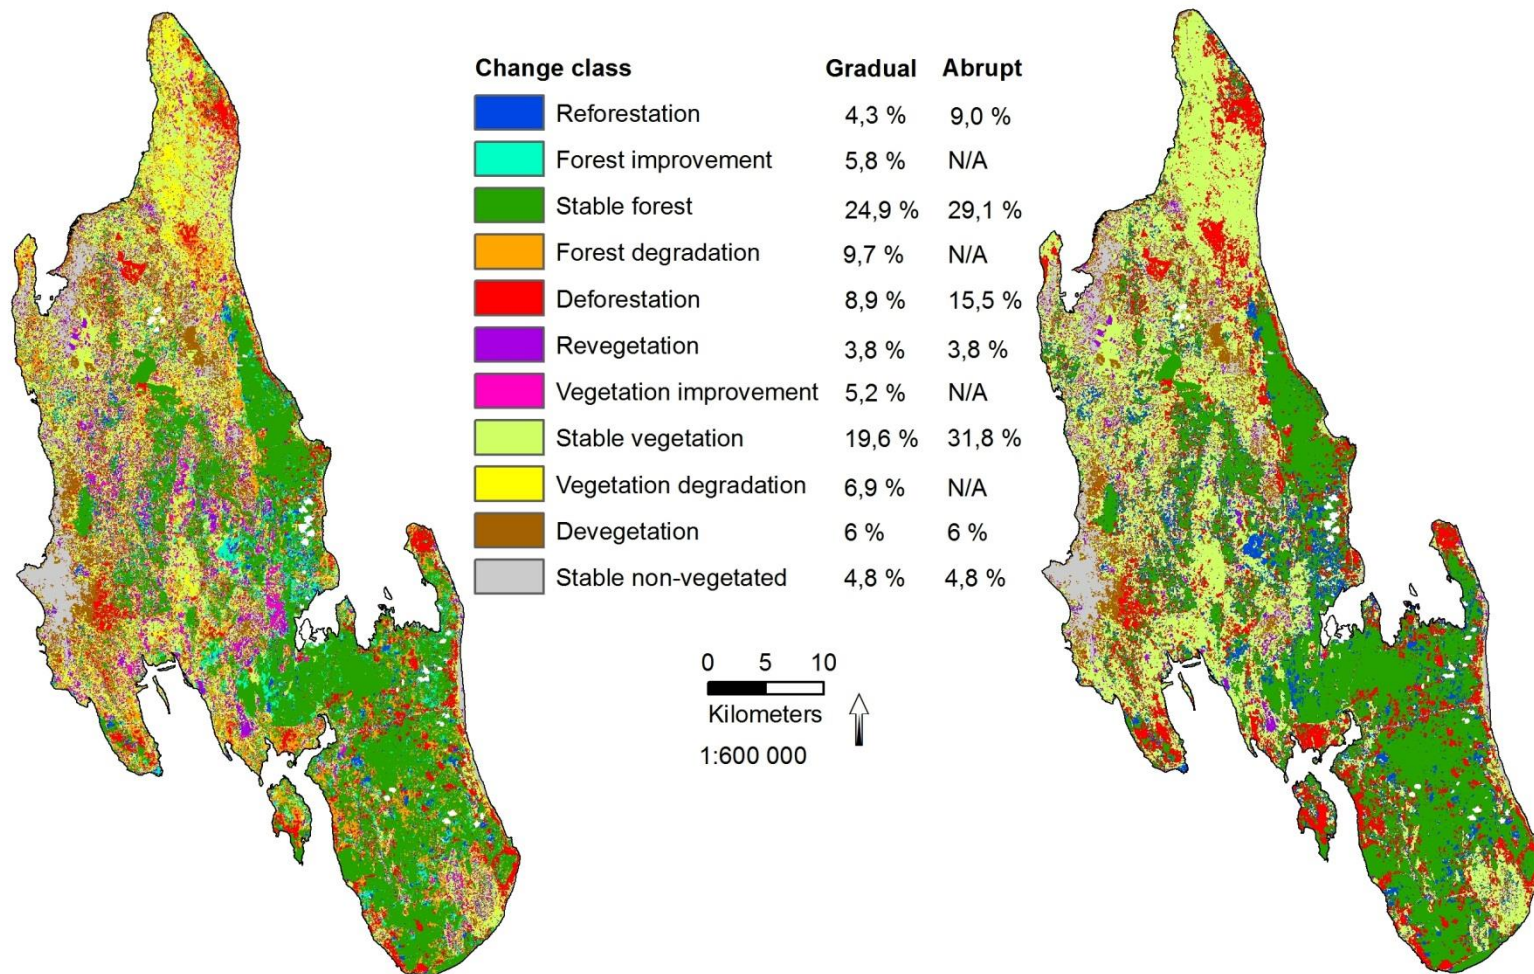 Change class Gradual Abrupt
Reforestation 4,3 % 9,0 %
Forest improvement 5,8 % N/A
Stable forest 24,9 % 29,1 %
Forest degradation 9,7 % N/A
Deforestation 8,9 % 15,5 %
Revegetation 3,8 % 3,8 %
Vegetation improvement 5,2 % N/A
Stable vegetation 19,6 % 31,8 %
Vegetation degradation 6,9 % N/A
Devegetation 6 % 6 %
Stable non-vegetated 4,8 % 4,8 %
0 5 10
Kilometers
1:600 000